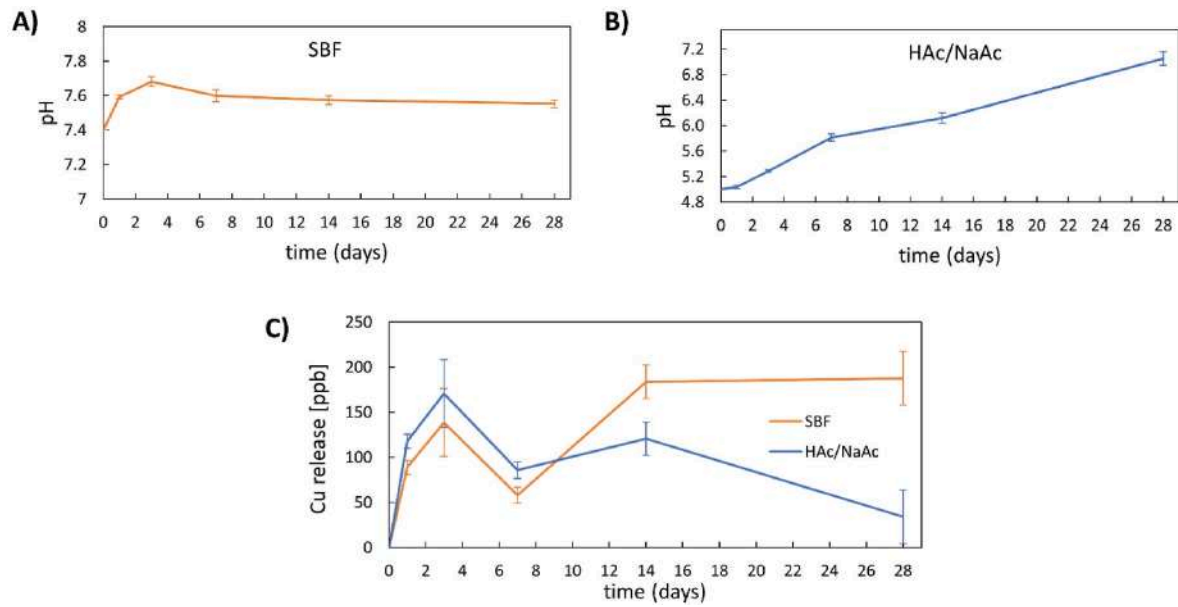 A)
SBF
8
7.8
7.6
7.4
7.2
7
pH
0 2 4 6 8 10 12 14 16 18 20 22 24 26 28
time (days)
B)
HAc/NaAc
7.2
6.8
6.4
6.0
5.6
5.2
4.8
pH
0 2 4 6 8 10 12 14 16 18 20 22 24 26 28
time (days)
C)
250
200
150
100
50
0
Cu release [ppb]
SBF
HAc/NaAc
0 2 4 6 8 10 12 14 16 18 20 22 24 26 28
time (days)